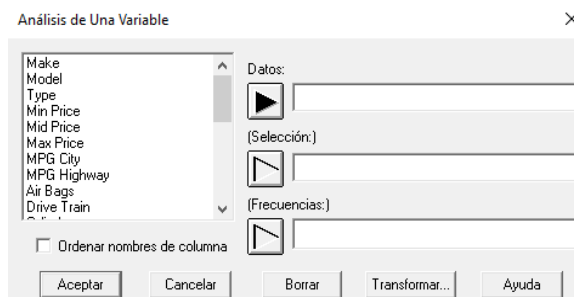 Análisis de Una Variable
Make
Model
Type
Min Price
Mid Price
Max Price
MPG City
MPG Highway
Air Bags
Drive Train
Datos:
(Selección:)
(Frecuencias:)
Ordenar nombres de columna
Aceptar
Cancelar
Borrar
Transformar...
Ayuda